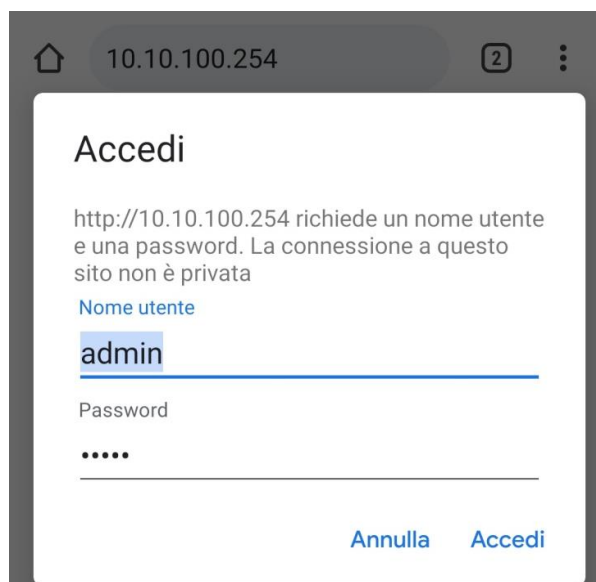 10.10.100.254
2
Accedi
http://10.10.100.254 richiede un nome utente
e una password. La connessione a questo
sito non è privata
Nome utente
admin
Password
•••••
Annulla
Accedi